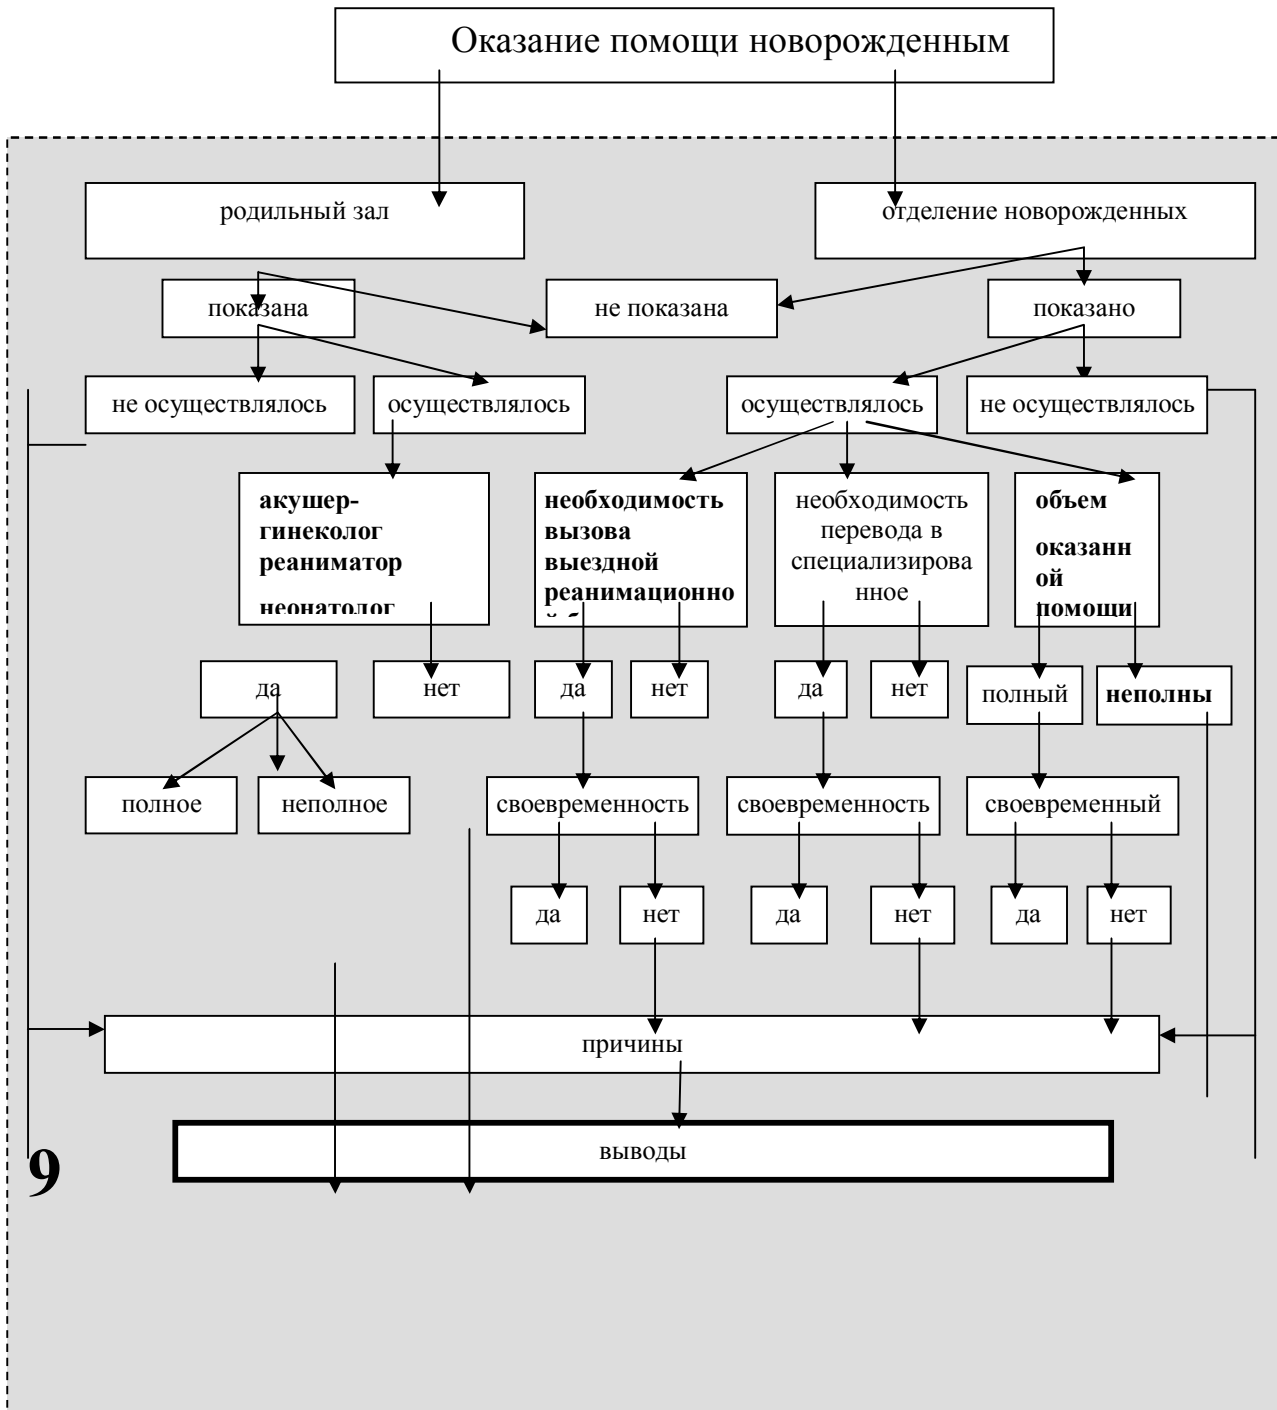 Оказание помощи новорожденным
родильный зал
отделение новорожденных
показана
не показана
показано
не осуществлялось
осуществлялось
осуществлялось
не осуществлялось
акушер-
гинеколог
реаниматор
неонатолог
необходимость
вызова
выездной
реанимационно
необходимость
перевода в
специализирова
нное
объем
оказанн
ой
помощи
да
нет
да
нет
да
нет
полный
неполны
полное
неполное
своевременность
своевременность
своевременный
да
нет
да
нет
да
нет
причины
выводы
9